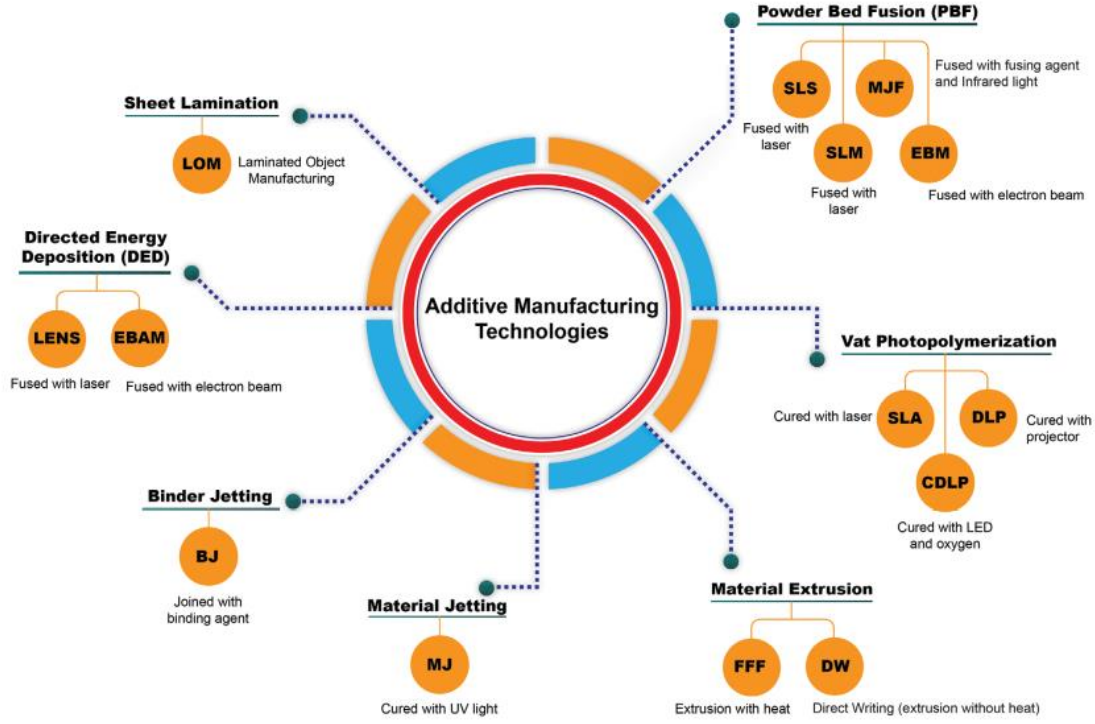 Powder Bed Fusion (PBF)
SLS
Fused with
laser
SLM
Fused with
laser
MJF
Fused with fusing agent
and Infrared light
EBM
Fused with electron beam
Sheet Lamination
LOM
Laminated Object
Manufacturing
Directed Energy
Deposition (DED)
LENS
Fused with laser
EBAM
Fused with electron beam
Additive Manufacturing
Technologies
Vat Photopolymerization
Cured with laser
SLA
DLP
Cured with
projector
CDLP
Cured with LED
and oxygen
Binder Jetting
BJ
Joined with
binding agent
Material Jetting
MJ
Cured with UV light
Material Extrusion
FFF
Extrusion with heat
DW
Direct Writing (extrusion without heat)